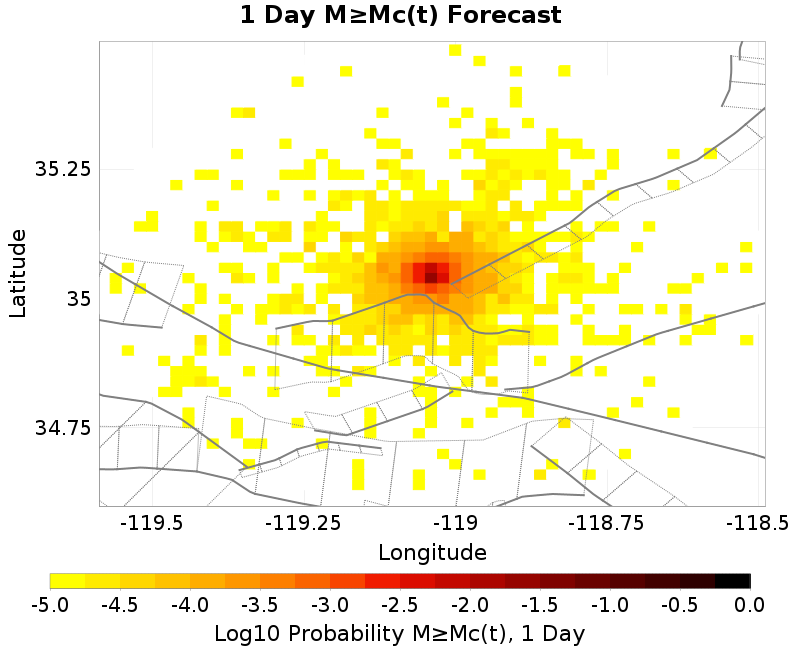 1 Day M≥Mc(t) Forecast
Latitude
35.25
35
34.75
-119.5 -119.25 -119 -118.75 -118.5
Longitude
-5.0 -4.5 -4.0 -3.5 -3.0 -2.5 -2.0 -1.5 -1.0 -0.5 0.0
Log10 Probability M≥Mc(t), 1 Day